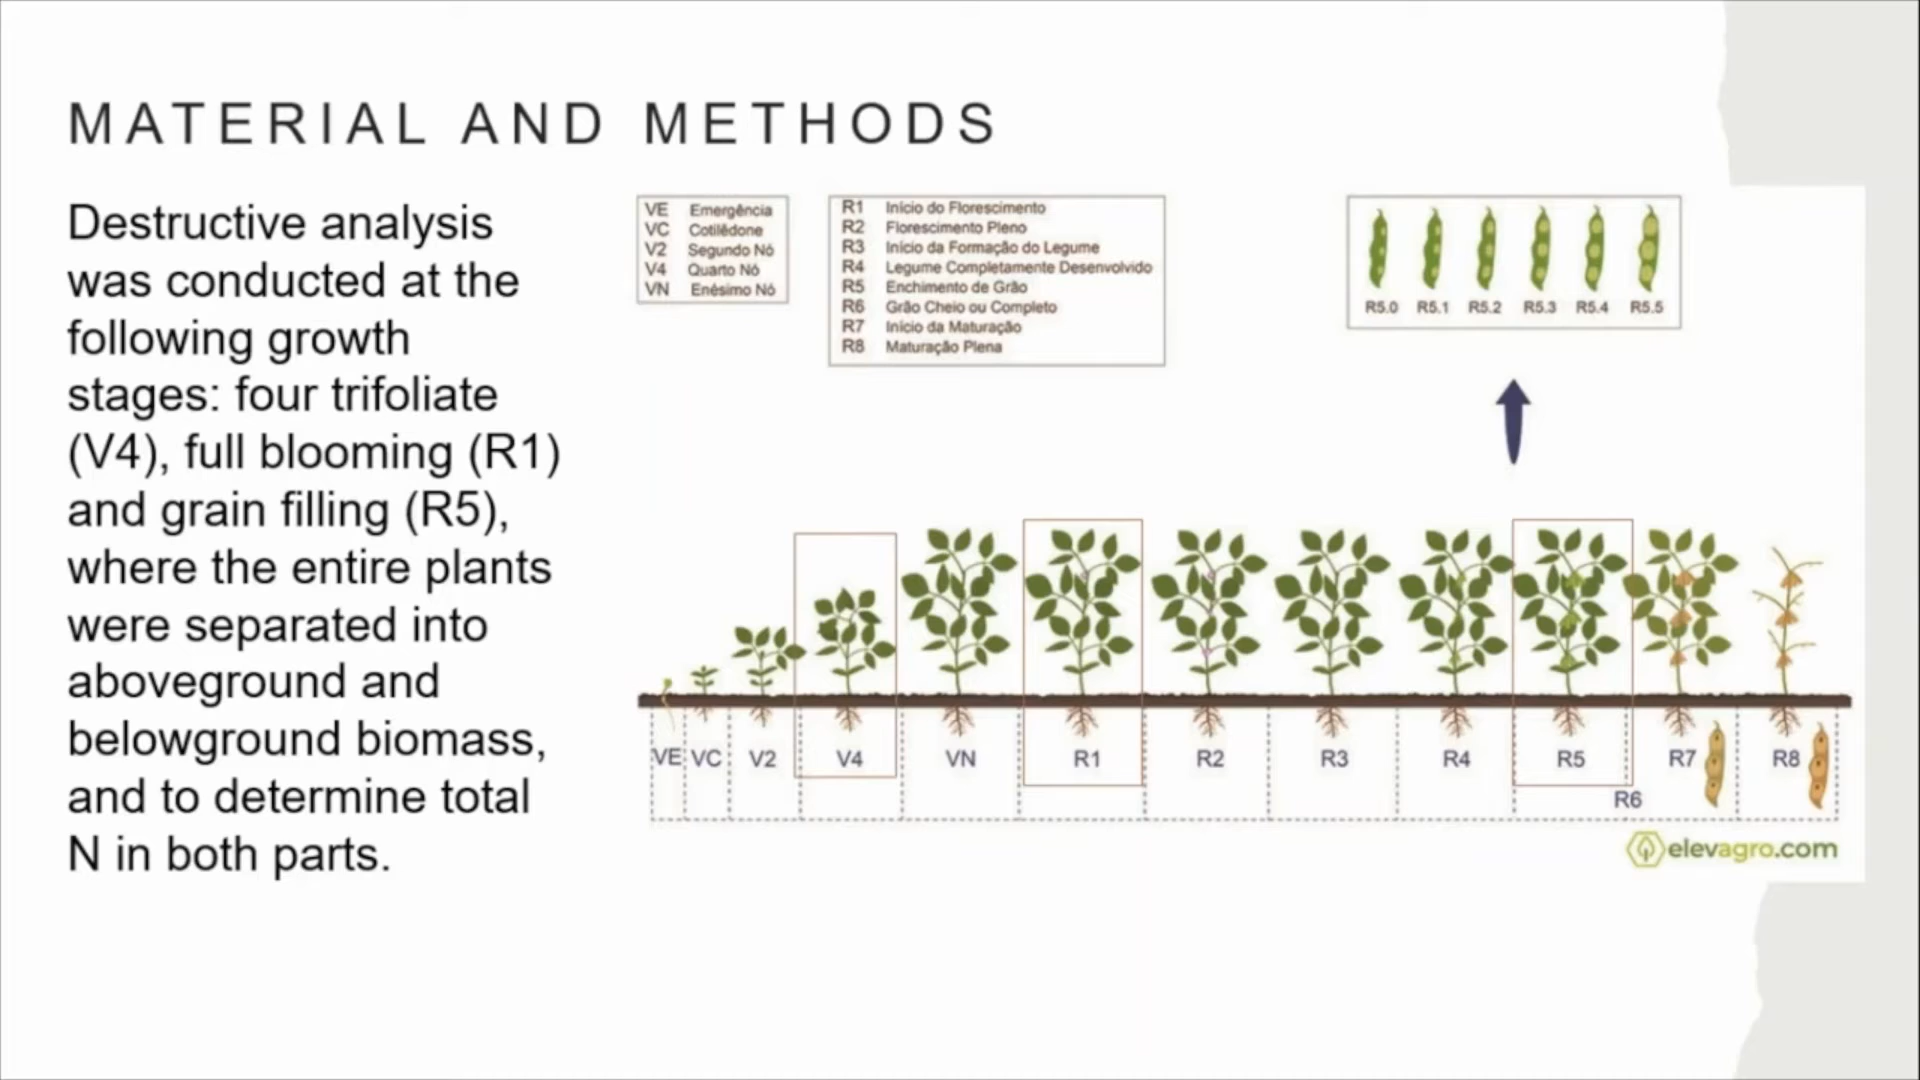 MATERIAL AND METHODS
Destructive analysis
was conducted at the
following growth
stages: four trifoliate
(V4), full blooming (R1)
and grain filling (R5),
where the entire plants
were separated into
aboveground and
belowground biomass,
and to determine total
N in both parts.
VE Emergência
VC Cotilêdone
V2 Segundo Nó
V4 Quarto Nó
VN Enésimo Nó
R1 Início do Florescimento
R2 Florescimento Pleno
R3 Início da Formação do Legume
R4 Legume Completamente Desenvolvido
R5 Enchimento de Grão
R6 Grão Cheio ou Completo
R7 Início da Maturação
R8 Maturação Plena
R5.0 R5.1 R5.2 R5.3 R5.4 R5.5
VE VC V2 V4 VN R1 R2 R3 R4 R5 R7 R8
R6
elevagro.com